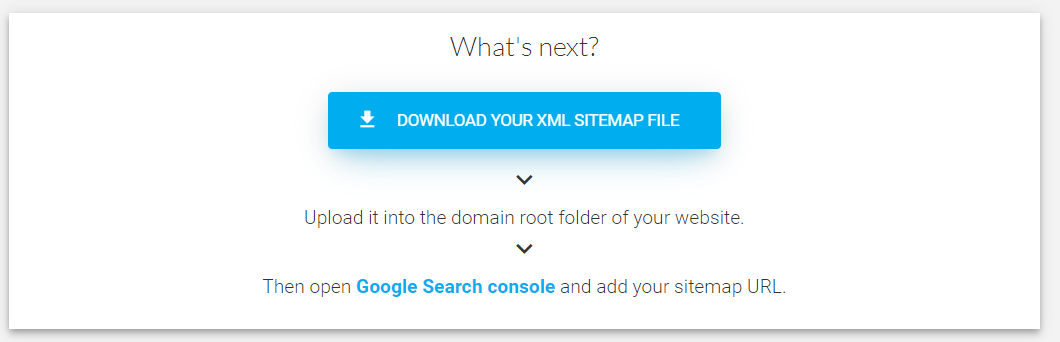 What's next?
DOWNLOAD YOUR XML SITEMAP FILE
Upload it into the domain root folder of your website.
Then open Google Search console and add your sitemap URL.